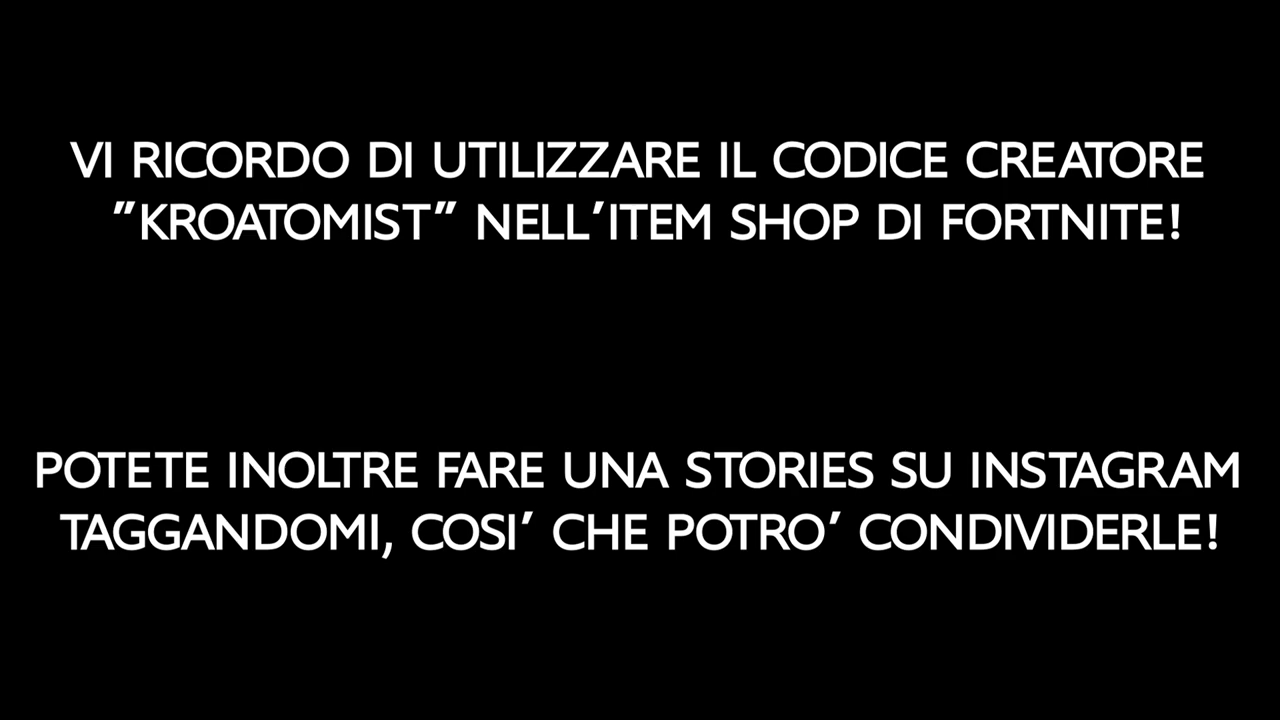 VI RICORDO DI UTILIZZARE IL CODICE CREATORE
"KROATOMIST" NELL'ITEM SHOP DI FORTNITE!
POTETE INOLTRE FARE UNA STORIES SU INSTAGRAM
TAGGANDOMI, COSI' CHE POTRO' CONDIVIDERLE!